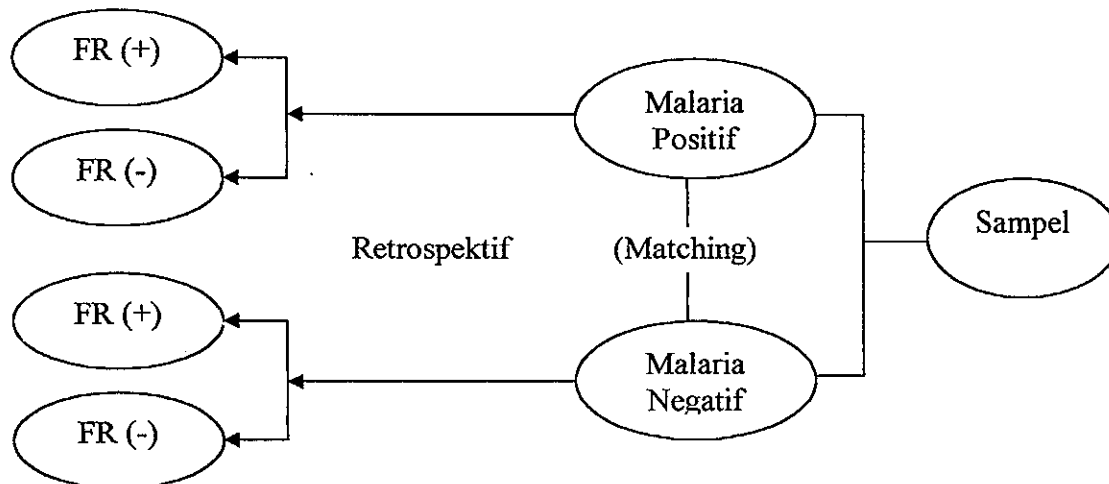 FR (+)
Malaria
Positif
FR (-)
Sampel
Retrospektif
(Matching)
FR (+)
Malaria
Negatif
FR (-)